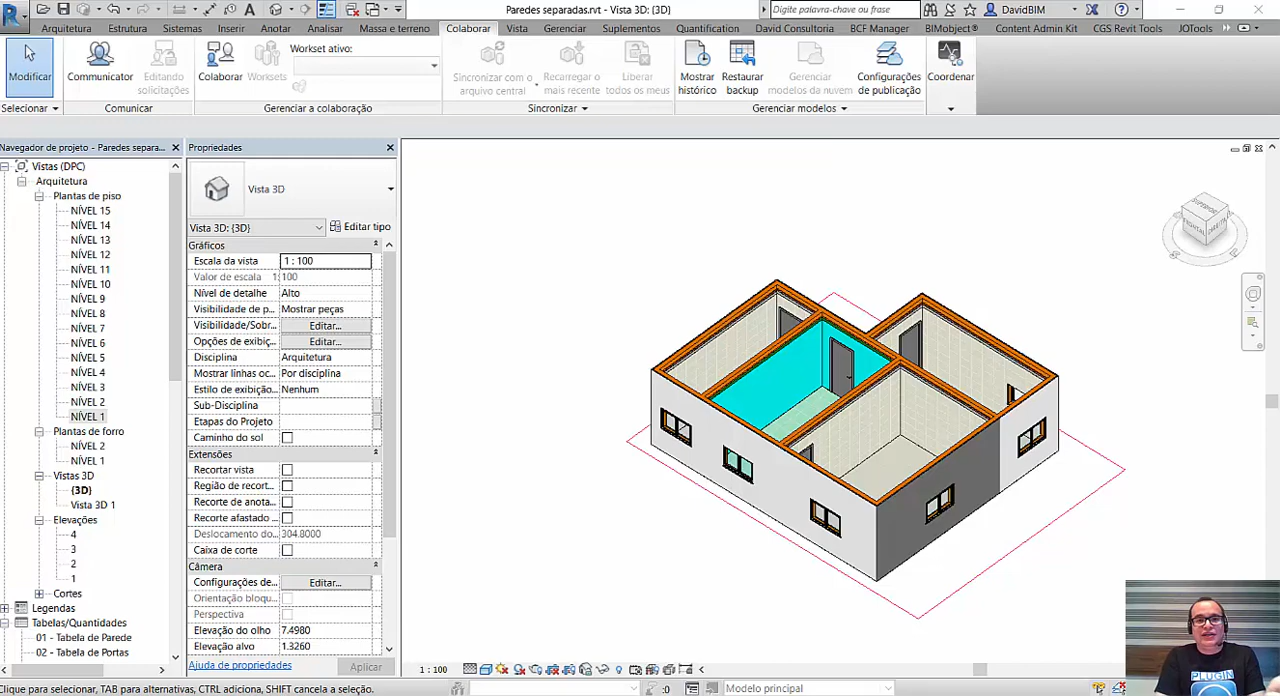 Paredes separadas.rvt - Vista 3D: {3D}
Digite palavra-chave ou frase
DavidBIM
Arquitetura Estrutura Sistemas Inserir Anotar Analisar Massa e terreno Colaborar Vista Gerenciar Suplementos Quantification David Consultoria BCF Manager BIMobject® Content Admin Kit CGS Revit Tools JOTools
Modificar
Communicator
Editando solicitações
Colaborar
Worksets
Workset ativo:
Sincronizar com o arquivo central
Recarregar o mais recente
Liberar todos os meus
Mostrar histórico
Restaurar backup
Gerenciar modelos da nuvem
Configurações de publicação
Coordenar
Selecionar
Comunicar
Gerenciar a colaboração
Sincronizar
Gerenciar modelos
Navegador de projeto - Paredes separa...
Vistas (DPC)
Arquitetura
Plantas de piso
NÍVEL 15
NÍVEL 14
NÍVEL 13
NÍVEL 12
NÍVEL 11
NÍVEL 10
NÍVEL 9
NÍVEL 8
NÍVEL 7
NÍVEL 6
NÍVEL 5
NÍVEL 4
NÍVEL 3
NÍVEL 2
NÍVEL 1
Plantas de forro
NÍVEL 2
NÍVEL 1
Vistas 3D
{3D}
Vista 3D 1
Elevações
4
3
2
1
Cortes
Legendas
Tabelas/Quantidades
01 - Tabela de Parede
02 - Tabela de Portas
Propriedades
Vista 3D
Vista 3D: {3D}
Editar tipo
Gráficos
Escala da vista 1 : 100
Valor de escala 1: 100
Nível de detalhe Alto
Visibilidade de p... Mostrar peças
Visibilidade/Sobr... Editar...
Opções de exibiç... Editar...
Disciplina Arquitetura
Mostrar linhas oc... Por disciplina
Estilo de exibição... Nenhum
Sub-Disciplina
Etapas do Projeto
Caminho do sol
Extensões
Recortar vista
Região de recort...
Recorte de anota...
Recorte afastado
Deslocamento do... 304.8000
Caixa de corte
Câmera
Configurações de... Editar...
Orientação bloqu...
Perspectiva
Elevação do olho 7.4980
Elevação alvo 1.3260
Ajuda de propriedades
Aplicar
SUPERIOR
FRONTAL
DIREITA
1 : 100
PLUGIN
Clique para selecionar, TAB para alternativas, CTRL adiciona, SHIFT cancela a seleção.
:0
Modelo principal